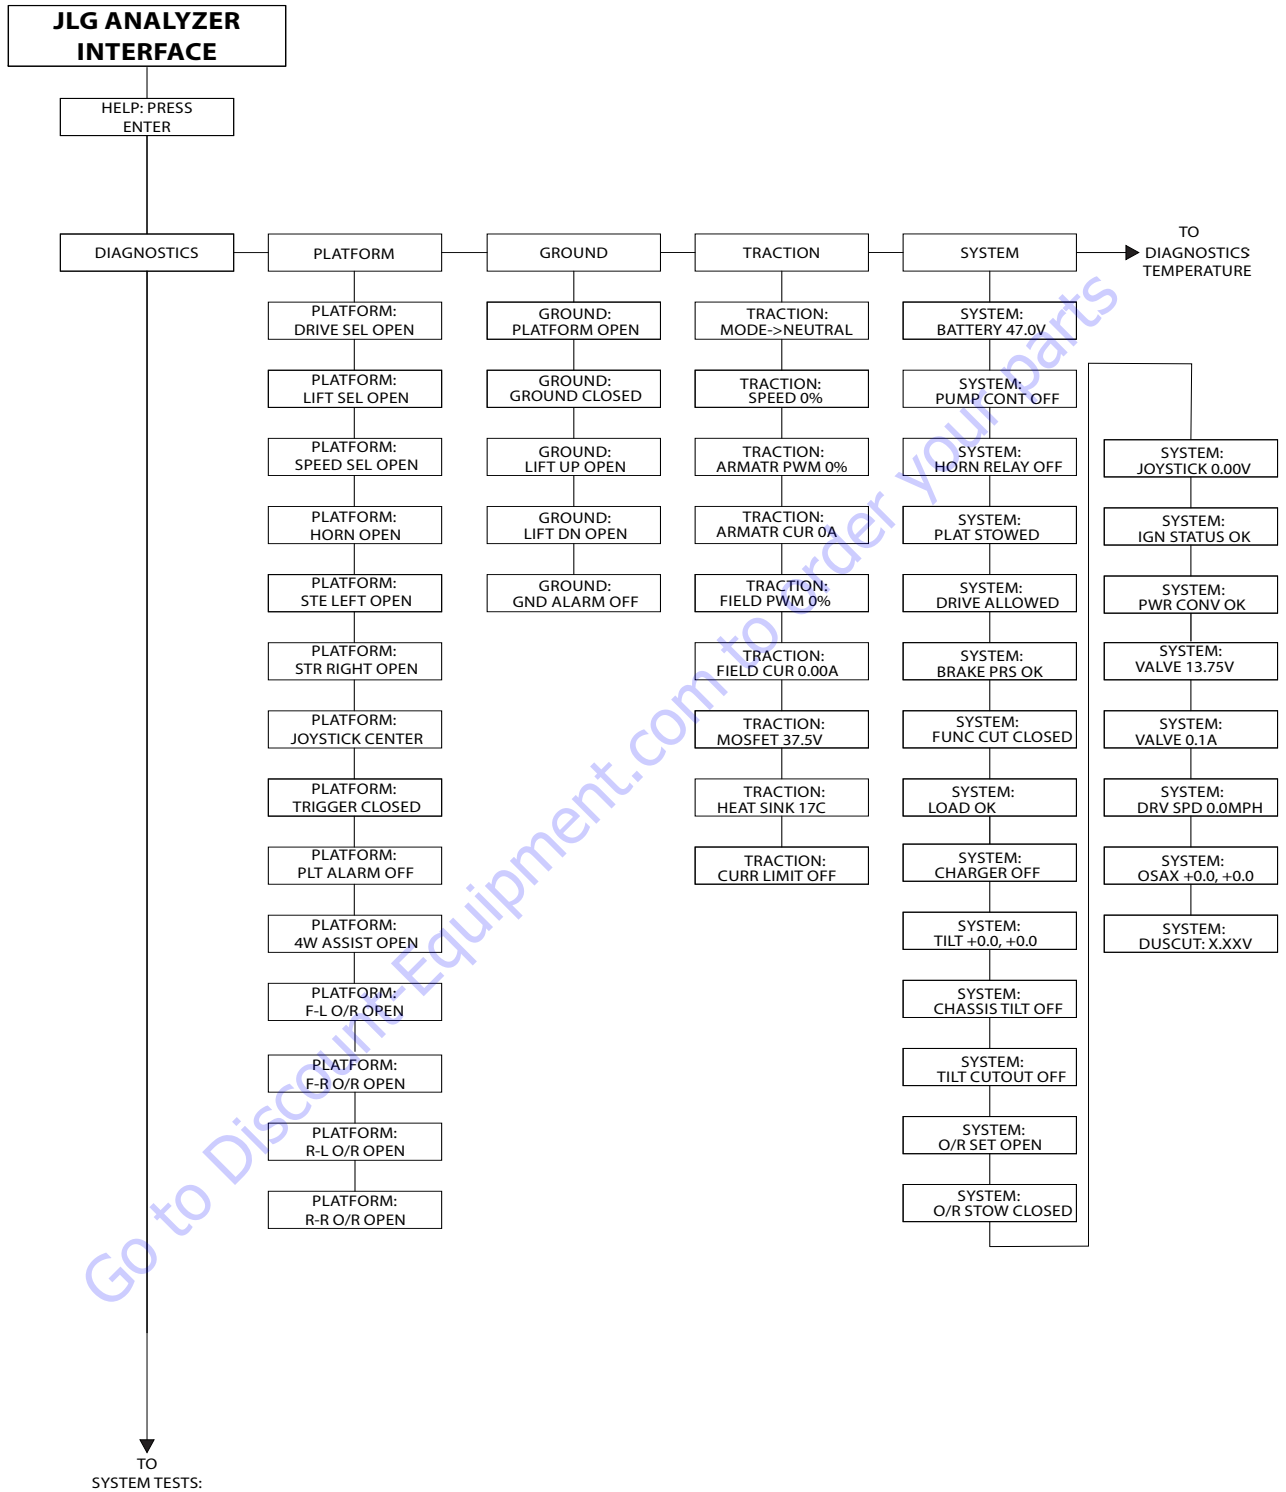 JLG ANALYZER
INTERFACE
HELP: PRESS
ENTER
DIAGNOSTICS
PLATFORM
GROUND
TRACTION
SYSTEM
TO
DIAGNOSTICS
TEMPERATURE
PLATFORM:
DRIVE SEL OPEN
PLATFORM:
LIFT SEL OPEN
PLATFORM:
SPEED SEL OPEN
PLATFORM:
HORN OPEN
PLATFORM:
STE LEFT OPEN
PLATFORM:
STR RIGHT OPEN
PLATFORM:
JOYSTICK CENTER
PLATFORM:
TRIGGER CLOSED
PLATFORM:
PLT ALARM OFF
PLATFORM:
4W ASSIST OPEN
PLATFORM:
F-L O/R OPEN
PLATFORM:
F-R O/R OPEN
PLATFORM:
R-L O/R OPEN
PLATFORM:
R-R O/R OPEN
GROUND:
PLATFORM OPEN
GROUND:
GROUND CLOSED
GROUND:
LIFT UP OPEN
GROUND:
LIFT DN OPEN
GROUND:
GND ALARM OFF
TRACTION:
MODE->NEUTRAL
TRACTION:
SPEED 0%
TRACTION:
ARMATR PWM 0%
TRACTION:
ARMATR CUR 0A
TRACTION:
FIELD PWM 0%
TRACTION:
FIELD CUR 0.00A
TRACTION:
MOSFET 37.5V
TRACTION:
HEAT SINK 17C
TRACTION:
CURR LIMIT OFF
SYSTEM:
BATTERY 47.0V
SYSTEM:
PUMP CONT OFF
SYSTEM:
HORN RELAY OFF
SYSTEM:
PLAT STOWED
SYSTEM:
DRIVE ALLOWED
SYSTEM:
BRAKE PRS OK
SYSTEM:
FUNC CUT CLOSED
SYSTEM:
LOAD OK
SYSTEM:
CHARGER OFF
SYSTEM:
TILT +0.0, +0.0
SYSTEM:
CHASSIS TILT OFF
SYSTEM:
TILT CUTOUT OFF
SYSTEM:
O/R SET OPEN
SYSTEM:
O/R STOW CLOSED
SYSTEM:
JOYSTICK 0.00V
SYSTEM:
IGN STATUS OK
SYSTEM:
PWR CONV OK
SYSTEM:
VALVE 13.75V
SYSTEM:
VALVE 0.1A
SYSTEM:
DRV SPD 0.0MPH
SYSTEM:
OSAX +0.0, +0.0
SYSTEM:
DUSCUT: X.XXV
TO
SYSTEM TESTS:
Go to Discount-Equipment.com to order your parts